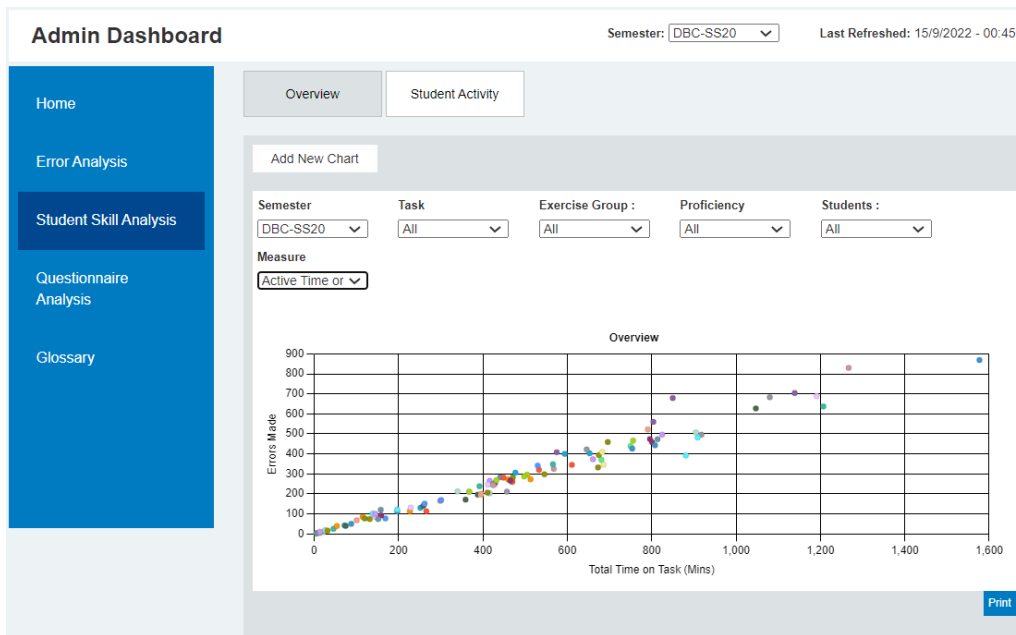 Admin Dashboard
Semester: DBC-SS20
Last Refreshed: 15/9/2022 - 00:45
Home
Error Analysis
Student Skill Analysis
Questionnaire
Analysis
Glossary
Overview
Student Activity
Add New Chart
Semester Task Exercise Group : Proficiency Students :
DBC-SS20 All All All All
Measure
Active Time or
Overview
900
800
700
600
500
400
300
200
100
0
Errors Made
0 200 400 600 800 1,000 1,200 1,400 1,600
Total Time on Task (Mins)
Print